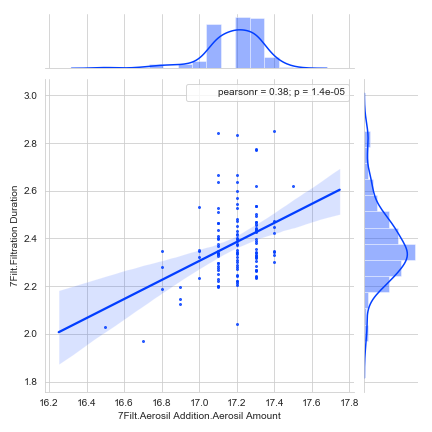 pearsonr = 0.38; p = 1.4e-05
3.0
2.8
2.6
2.4
2.2
2.0
1.8
7Filt.Filtration Duration
16.2 16.4 16.6 16.8 17.0 17.2 17.4 17.6 17.8
7Filt.Aerosil Addition.Aerosil Amount